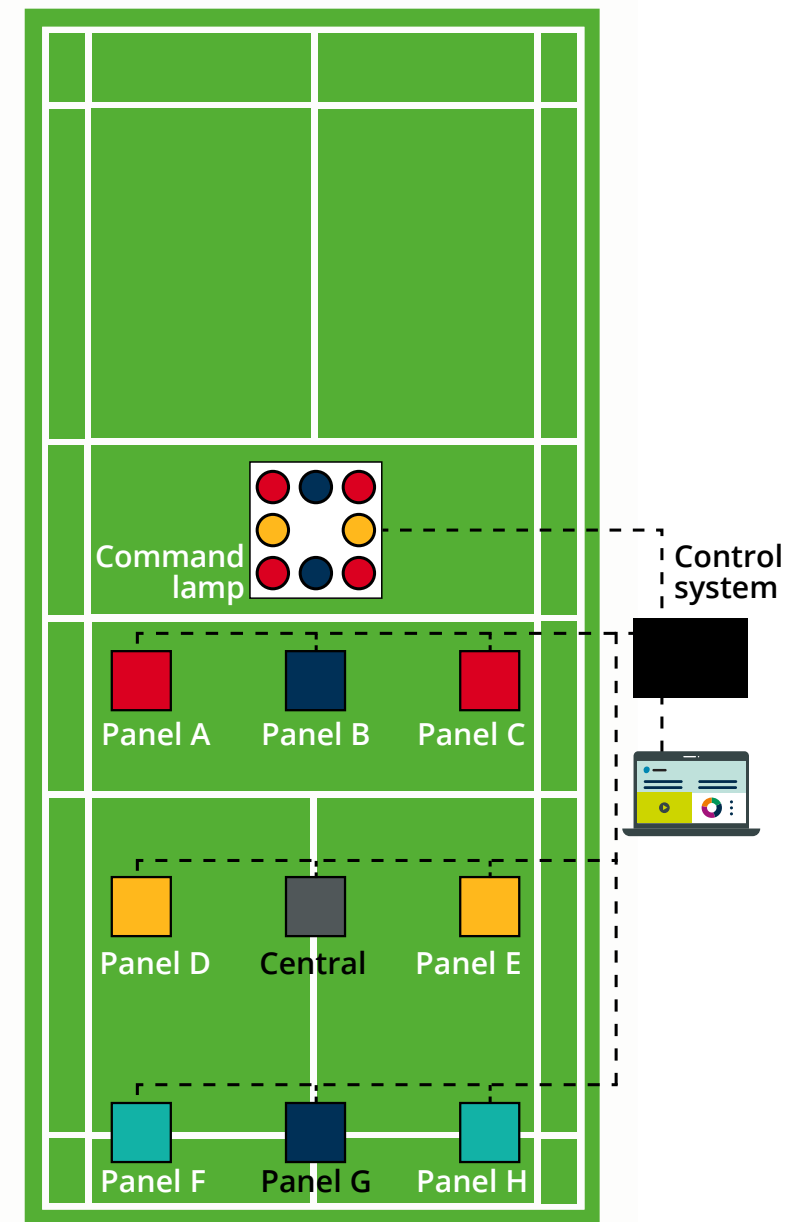 Command
lamp
Control
system
Panel A
Panel B
Panel C
Panel D
Central
Panel E
Panel F
Panel G
Panel H